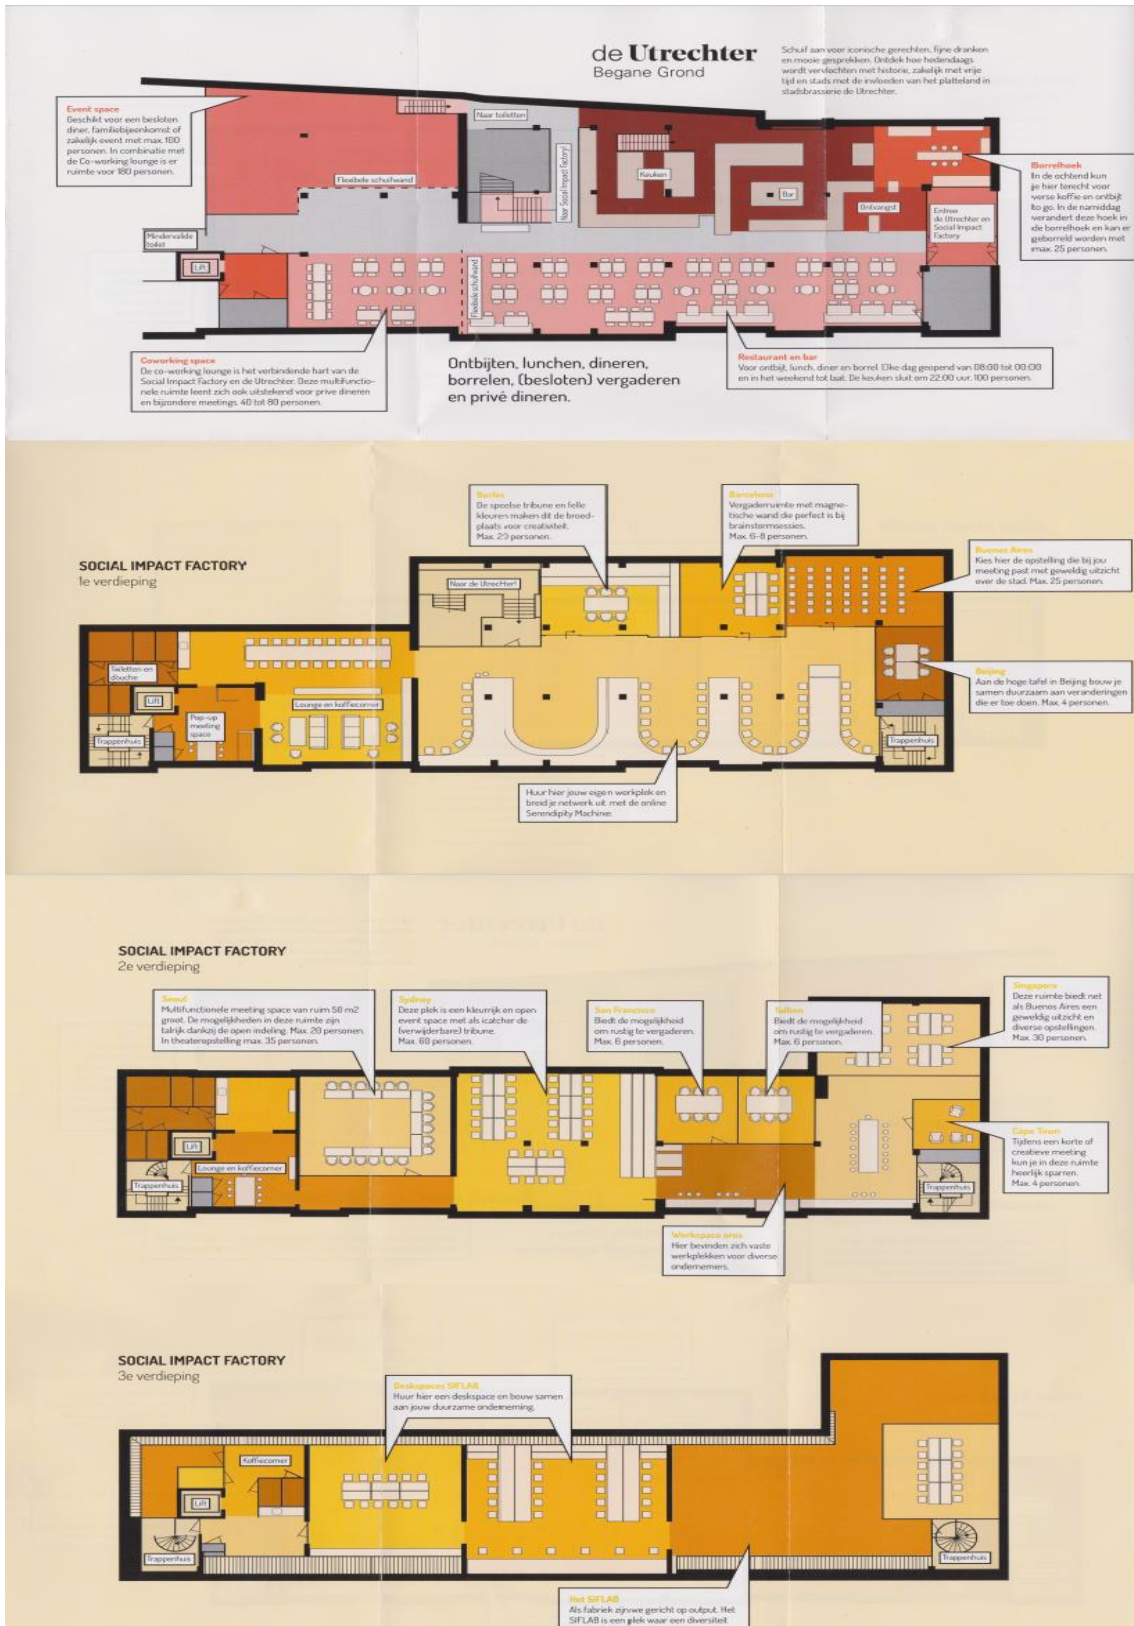 de Utrechter
Begane Grond
Schuif aan voor iconische gerechten, fijne dranken
en mooie gesprekken. Ontdek hoe hedendaags
wordt vervlochten met historie, zakelijk met vrije
tijd en stads met de invloeden van het platteland in
stadsbrasserie de Utrechter.
Event space
Geschikt voor een besloten
diner, familiebijeenkomst of
zakelijk event met max. 100
personen. In combinatie met
de Co-working lounge is er
ruimte voor 180 personen.
Naar toiletten
Flexibele schuifwand
Naar Social Impact Factory!
Keuken
Bar
Ontvangst
Borrelhoek
In de ochtend kun
je hier terecht voor
verse koffie en ontbijt
to go. In de namiddag
verandert deze hoek in
de borrelhoek en kan er
geborreld worden met
max. 25 personen.
Entree
de Utrechter en
Social Impact
Factory
Mindervalide
toilet
Lift
Flexibele schuifwand
Coworking space
De co-working lounge is het verbindende hart van de
Social Impact Factory en de Utrechter. Deze multifunctio-
nele ruimte leent zich ook uitstekend voor prive dineren
en bijzondere meetings. 40 tot 80 personen.
Ontbijten, lunchen, dineren,
borrelen, (besloten) vergaderen
en privé dineren.
Restaurant en bar
Voor ontbijt, lunch, diner en borrel. Elke dag geopend van 08:00 tot 00:00
en in het weekend tot laat. De keuken sluit om 22:00 uur. 100 personen.
SOCIAL IMPACT FACTORY
1e verdieping
De speelse tribune en felle
kleuren maken dit de broed-
plaats voor creativiteit.
Max. 20 personen.
Barcelona
Vergaderruimte met magne-
tische wand die perfect is bij
brainstormsessies.
Max. 6-8 personen.
Buenos Aires
Kies hier de opstelling die bij jou
meeting past met geweldig uitzicht
over de stad. Max. 25 personen.
Naar de Utrechter!
Toiletten en
douche
Lift
Pop-up
meeting
space
Trappenhuis
Lounge en koffiecorner
Beijing
Aan de hoge tafel in Beijing bouw je
samen duurzaam aan veranderingen
die er toe doen. Max. 4 personen.
Trappenhuis
Huur hier jouw eigen werkplek en
breid je netwerk uit met de online
Serendipity Machine.
SOCIAL IMPACT FACTORY
2e verdieping
Seoul
Multifunctionele meeting space van ruim 50 m2
groot. De mogelijkheden in deze ruimte zijn
talrijk dankzij de open indeling. Max. 20 personen.
In theateropstelling max. 35 personen.
Sydney
Deze plek is een kleurrijk en open
event space met als icatcher de
(verwijderbare) tribune.
Max. 60 personen.
San Francisco
Biedt de mogelijkheid
om rustig te vergaderen.
Max. 6 personen.
Tallinn
Biedt de mogelijkheid
om rustig te vergaderen.
Max. 6 personen.
Singapore
Deze ruimte biedt net
als Buenos Aires een
geweldig uitzicht en
diverse opstellingen.
Max. 30 personen.
Lift
Lounge en koffiecorner
Trappenhuis
Cape Town
Tijdens een korte of
creatieve meeting
kun je in deze ruimte
heerlijk sparren.
Max. 4 personen.
Trappenhuis
Workspace area
Hier bevinden zich vaste
werkplekken voor diverse
ondernemers.
SOCIAL IMPACT FACTORY
3e verdieping
Deskspaces SIFLAB
Huur hier een deskspace en bouw samen
aan jouw duurzame onderneming.
Koffiecorner
Lift
Trappenhuis
Trappenhuis
Het SIFLAB
Als fabriek zijn we gericht op output. Het
SIFLAB is een plek waar een diversiteit